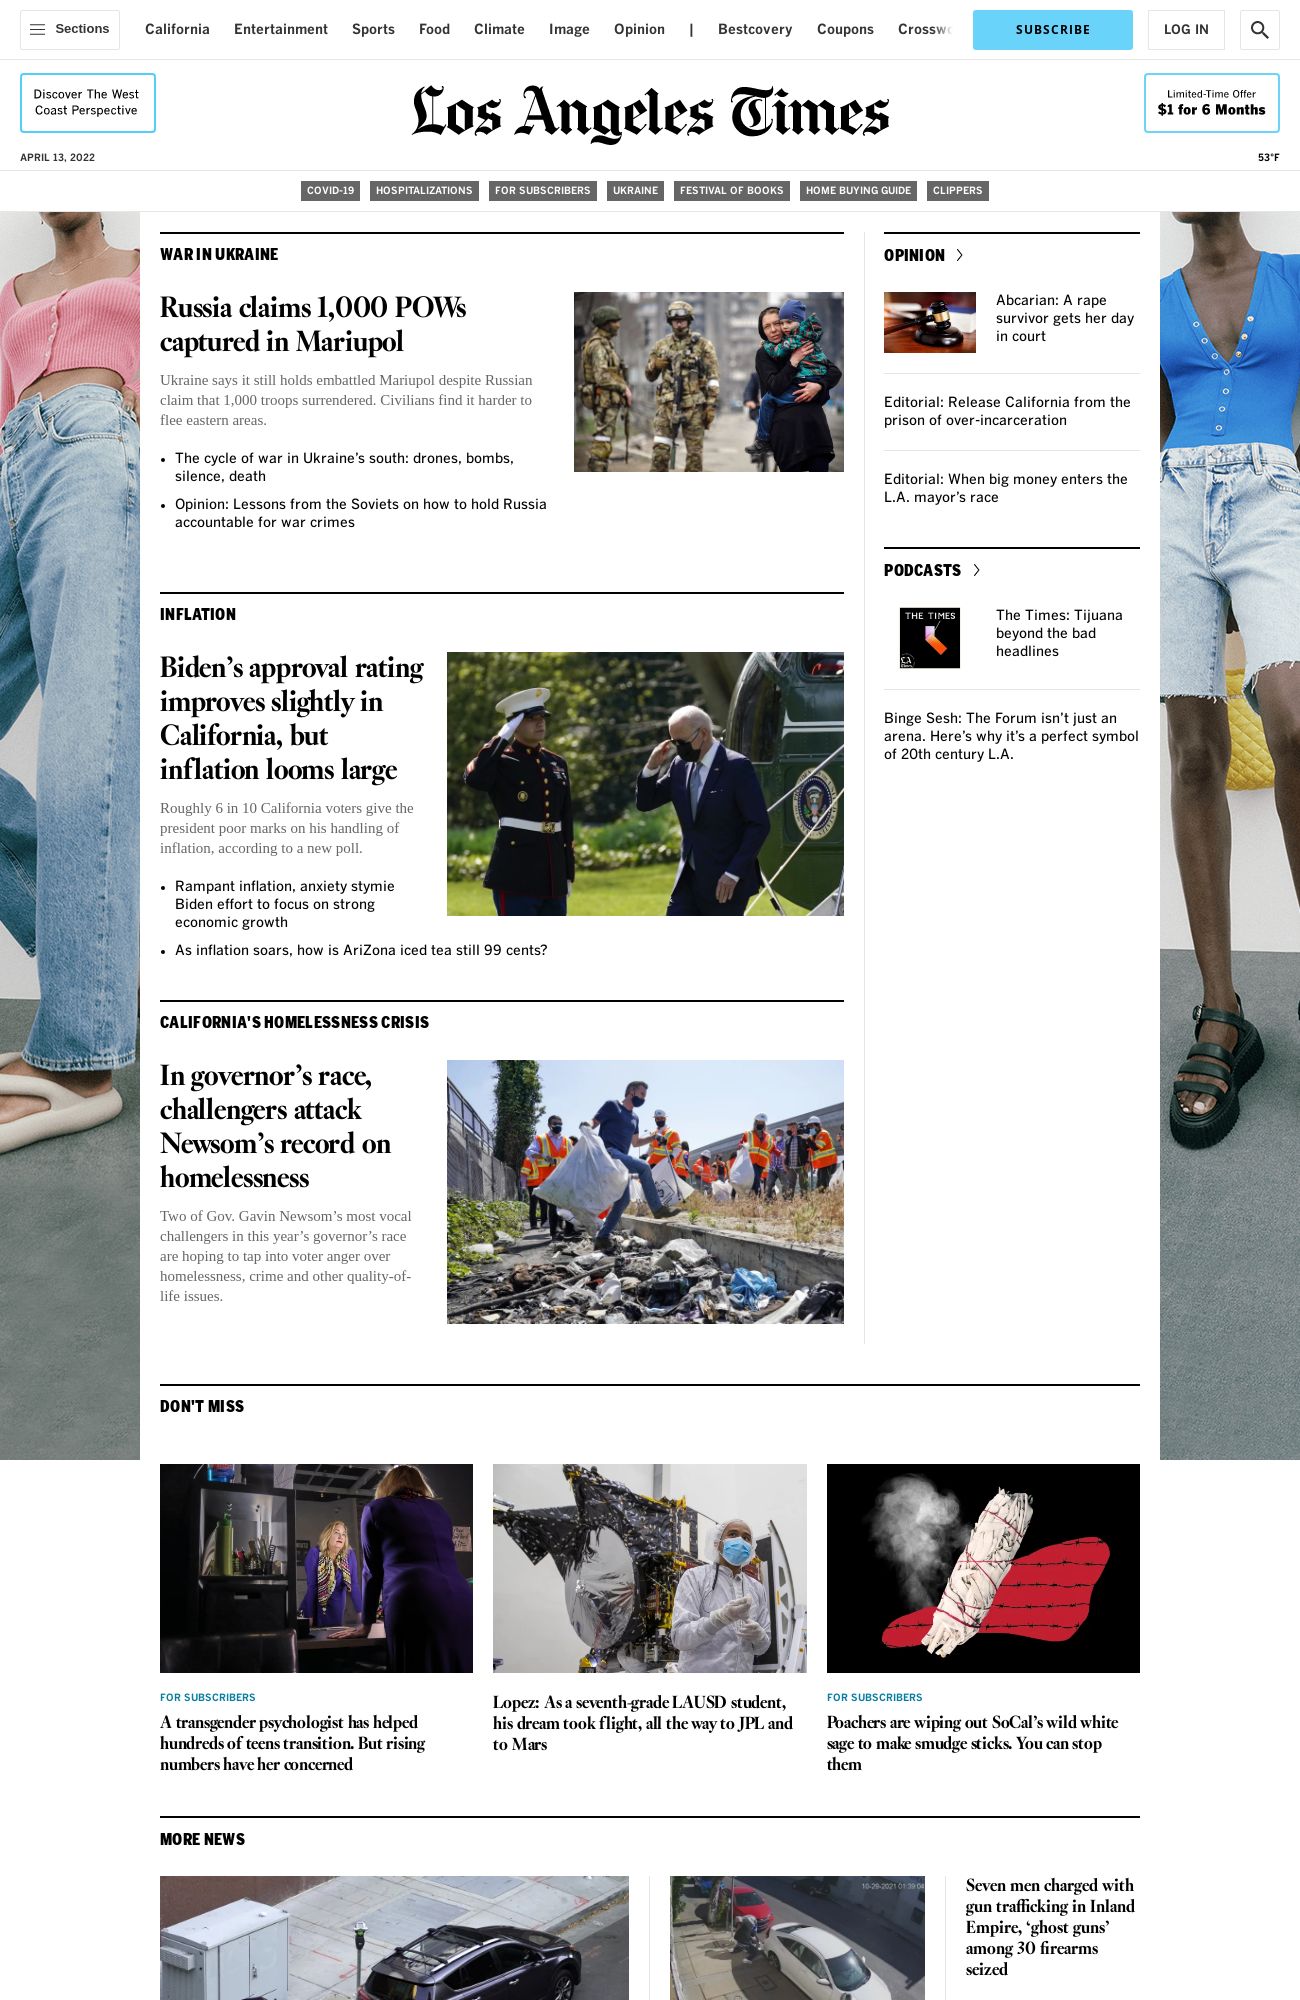 Sections
California
Entertainment
Sports
Food
Climate
Image
Opinion
|
Bestcovery
Coupons
Crosswo
SUBSCRIBE
LOG IN
Discover The West
Coast Perspective
Los Angeles Times
Limited-Time Offer
$1 for 6 Months
APRIL 13, 2022
53°F
COVID-19
HOSPITALIZATIONS
FOR SUBSCRIBERS
UKRAINE
FESTIVAL OF BOOKS
HOME BUYING GUIDE
CLIPPERS
WAR IN UKRAINE
Russia claims 1,000 POWs
captured in Mariupol
Ukraine says it still holds embattled Mariupol despite Russian
claim that 1,000 troops surrendered. Civilians find it harder to
flee eastern areas.
• The cycle of war in Ukraine’s south: drones, bombs,
silence, death
• Opinion: Lessons from the Soviets on how to hold Russia
accountable for war crimes
INFLATION
Biden’s approval rating
improves slightly in
California, but
inflation looms large
Roughly 6 in 10 California voters give the
president poor marks on his handling of
inflation, according to a new poll.
• Rampant inflation, anxiety stymie
Biden effort to focus on strong
economic growth
• As inflation soars, how is AriZona iced tea still 99 cents?
CALIFORNIA'S HOMELESSNESS CRISIS
In governor’s race,
challengers attack
Newsom’s record on
homelessness
Two of Gov. Gavin Newsom’s most vocal
challengers in this year’s governor’s race
are hoping to tap into voter anger over
homelessness, crime and other quality-of-
life issues.
OPINION
Abcarian: A rape
survivor gets her day
in court
Editorial: Release California from the
prison of over-incarceration
Editorial: When big money enters the
L.A. mayor’s race
PODCASTS
THE TIMES
The Times: Tijuana
beyond the bad
headlines
Binge Sesh: The Forum isn’t just an
arena. Here’s why it’s a perfect symbol
of 20th century L.A.
DON'T MISS
FOR SUBSCRIBERS
A transgender psychologist has helped
hundreds of teens transition. But rising
numbers have her concerned
Lopez: As a seventh-grade LAUSD student,
his dream took flight, all the way to JPL and
to Mars
FOR SUBSCRIBERS
Poachers are wiping out SoCal’s wild white
sage to make smudge sticks. You can stop
them
MORE NEWS
10-29-2021 01:39:04
Seven men charged with
gun trafficking in Inland
Empire, ‘ghost guns’
among 30 firearms
seized